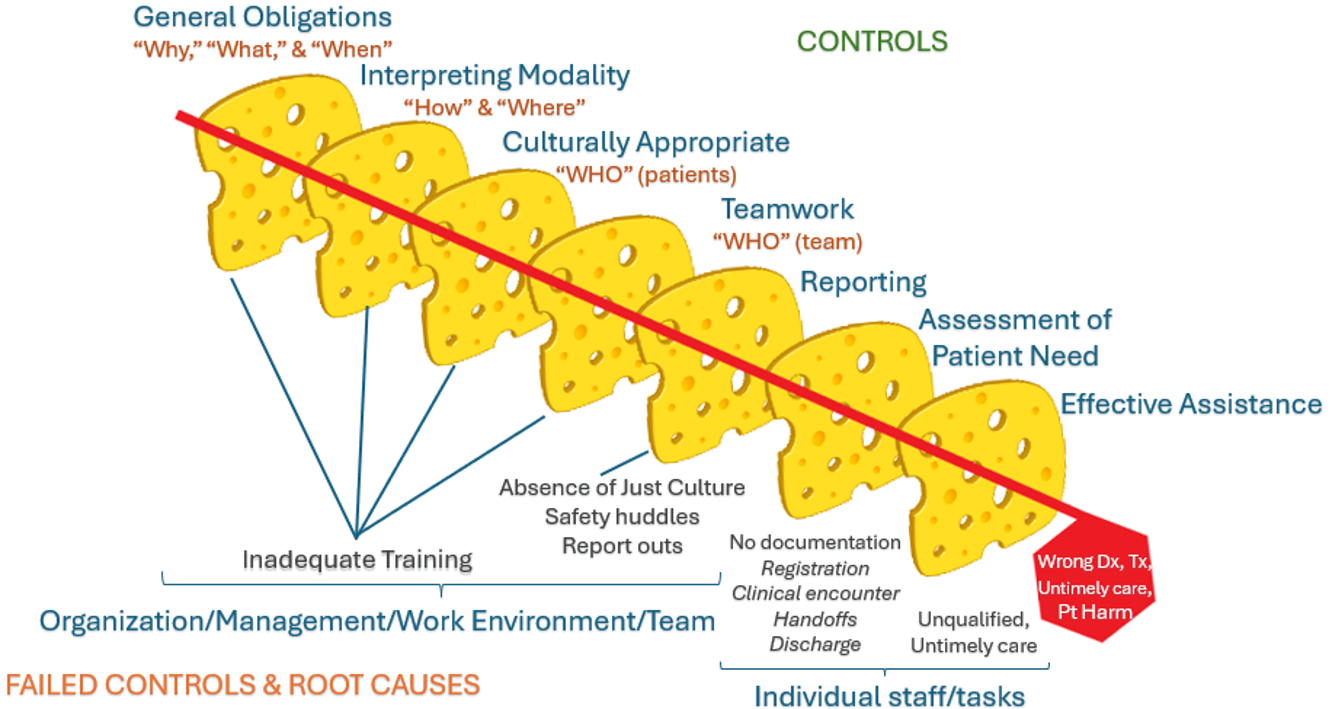 General Obligations
“Why,” “What,” & “When”
CONTROLS
Interpreting Modality
“How” & “Where”
Culturally Appropriate
“WHO” (patients)
Teamwork
“WHO” (team)
Reporting
Assessment of
Patient Need
Effective Assistance
Absence of Just Culture
Safety huddles
Report outs
Inadequate Training
Organization/Management/Work Environment/Team
No documentation
Registration
Clinical encounter
Handoffs
Discharge
Unqualified,
Untimely care
Wrong Dx, Tx,
Untimely care,
Pt Harm
FAILED CONTROLS & ROOT CAUSES
Individual staff/tasks